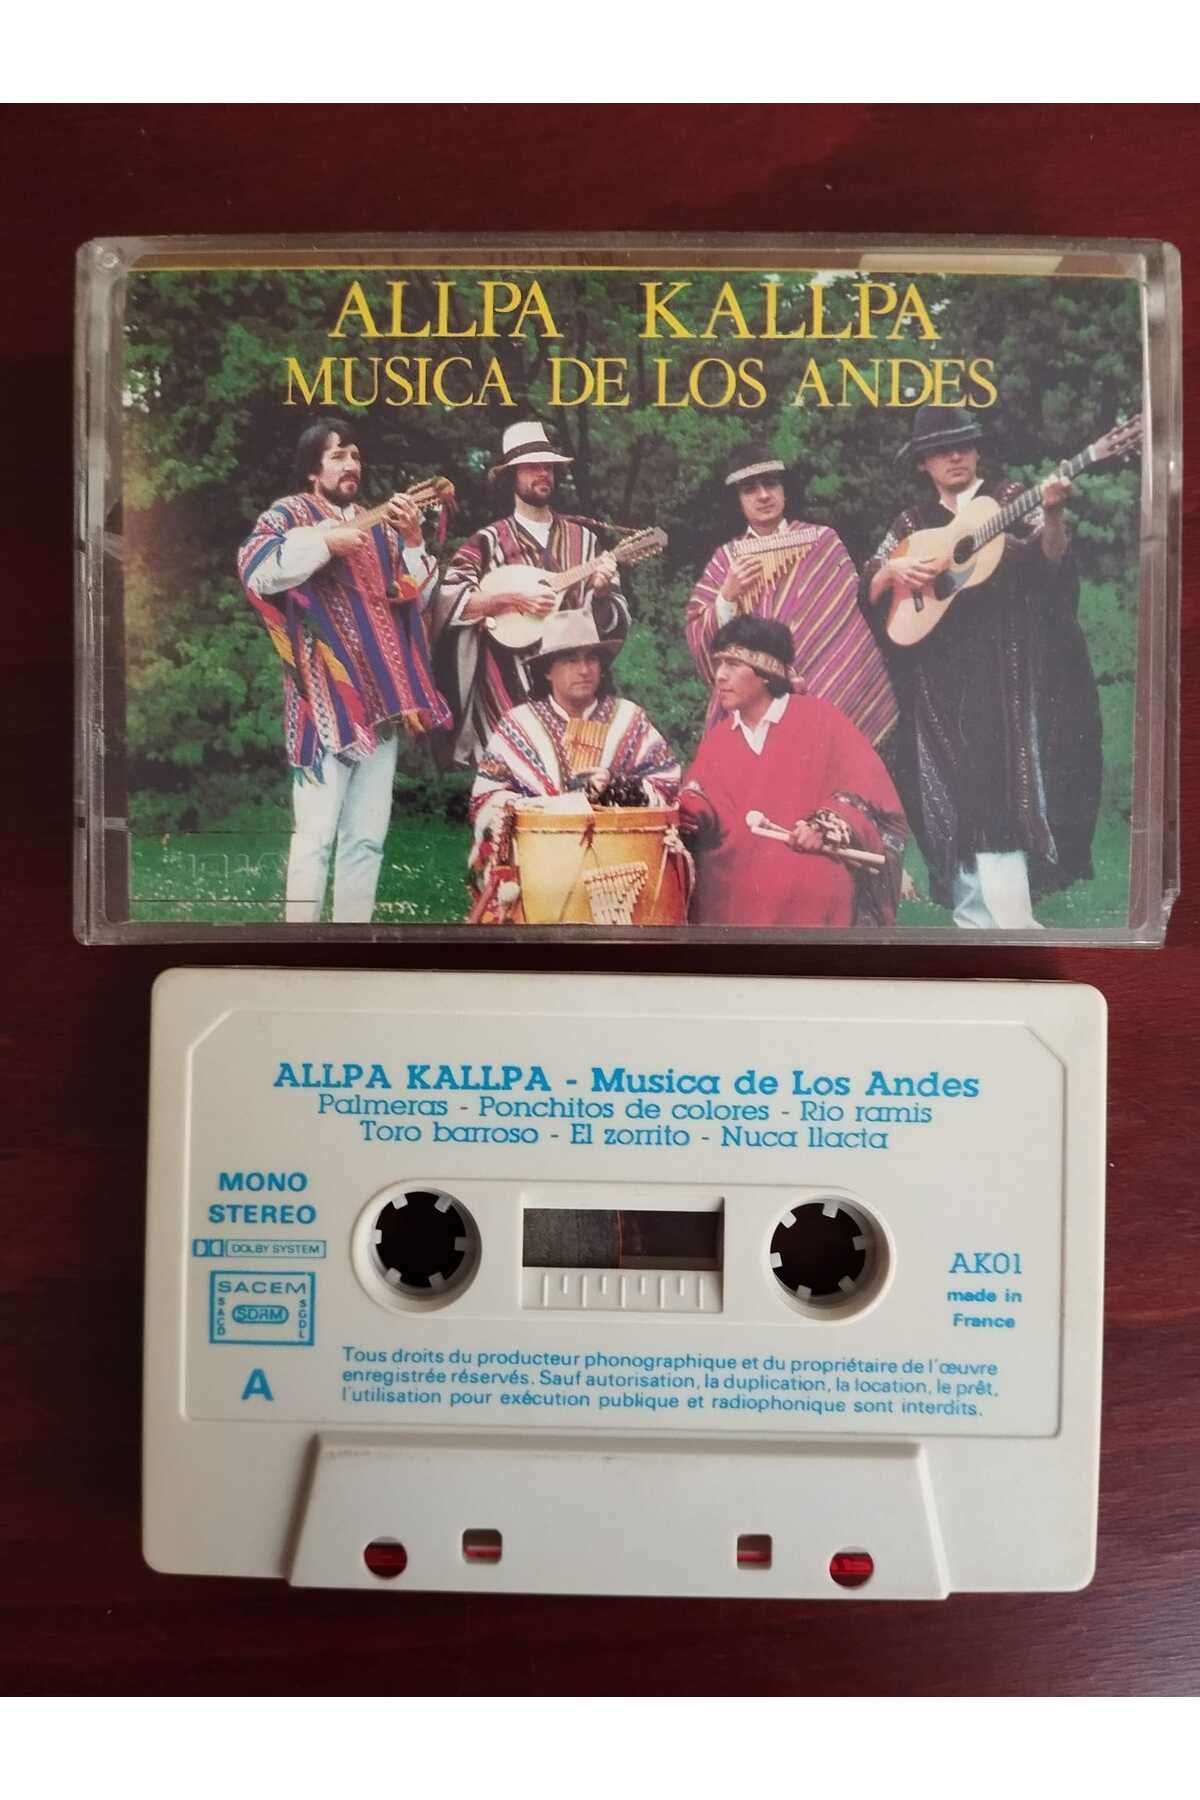 ALLPA KALLPA
MUSICA DE LOS ANDES
ALLPA KALLPA - Musica de Los Andes
Palmeras - Ponchitos de colores - Rio ramis
Toro barroso - El zorrito - Nuca llacta
MONO
STEREO
DOLBY SYSTEM
SACEM
SACD
SDRM
SGDL
A
AK01
made in
France
Tous droits du producteur phonographique et du propriétaire de l'œuvre
enregistrée réservés. Sauf autorisation, la duplication, la location, le prêt,
l'utilisation pour exécution publique et radiophonique sont interdits.